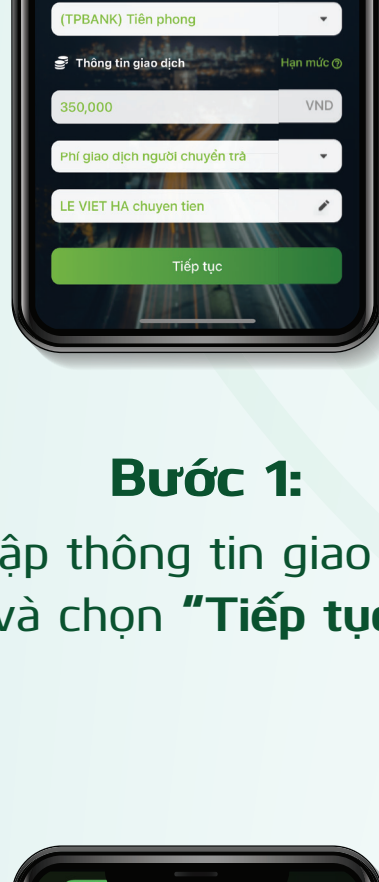 (TPBANK) Tiên phong
Thông tin giao dịch Hạn mức
350,000 VND
Phí giao dịch người chuyển trả
LE VIET HA chuyen tien
Tiếp tục
Bước 1:
ập thông tin giao
và chọn "Tiếp tục